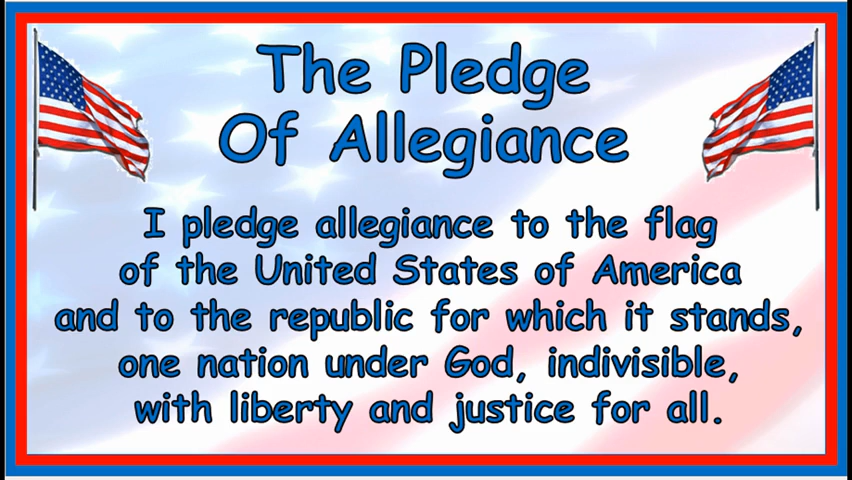 The Pledge
Of Allegiance
I pledge allegiance to the flag
of the United States of America
and to the republic for which it stands,
one nation under God, indivisible,
with liberty and justice for all.